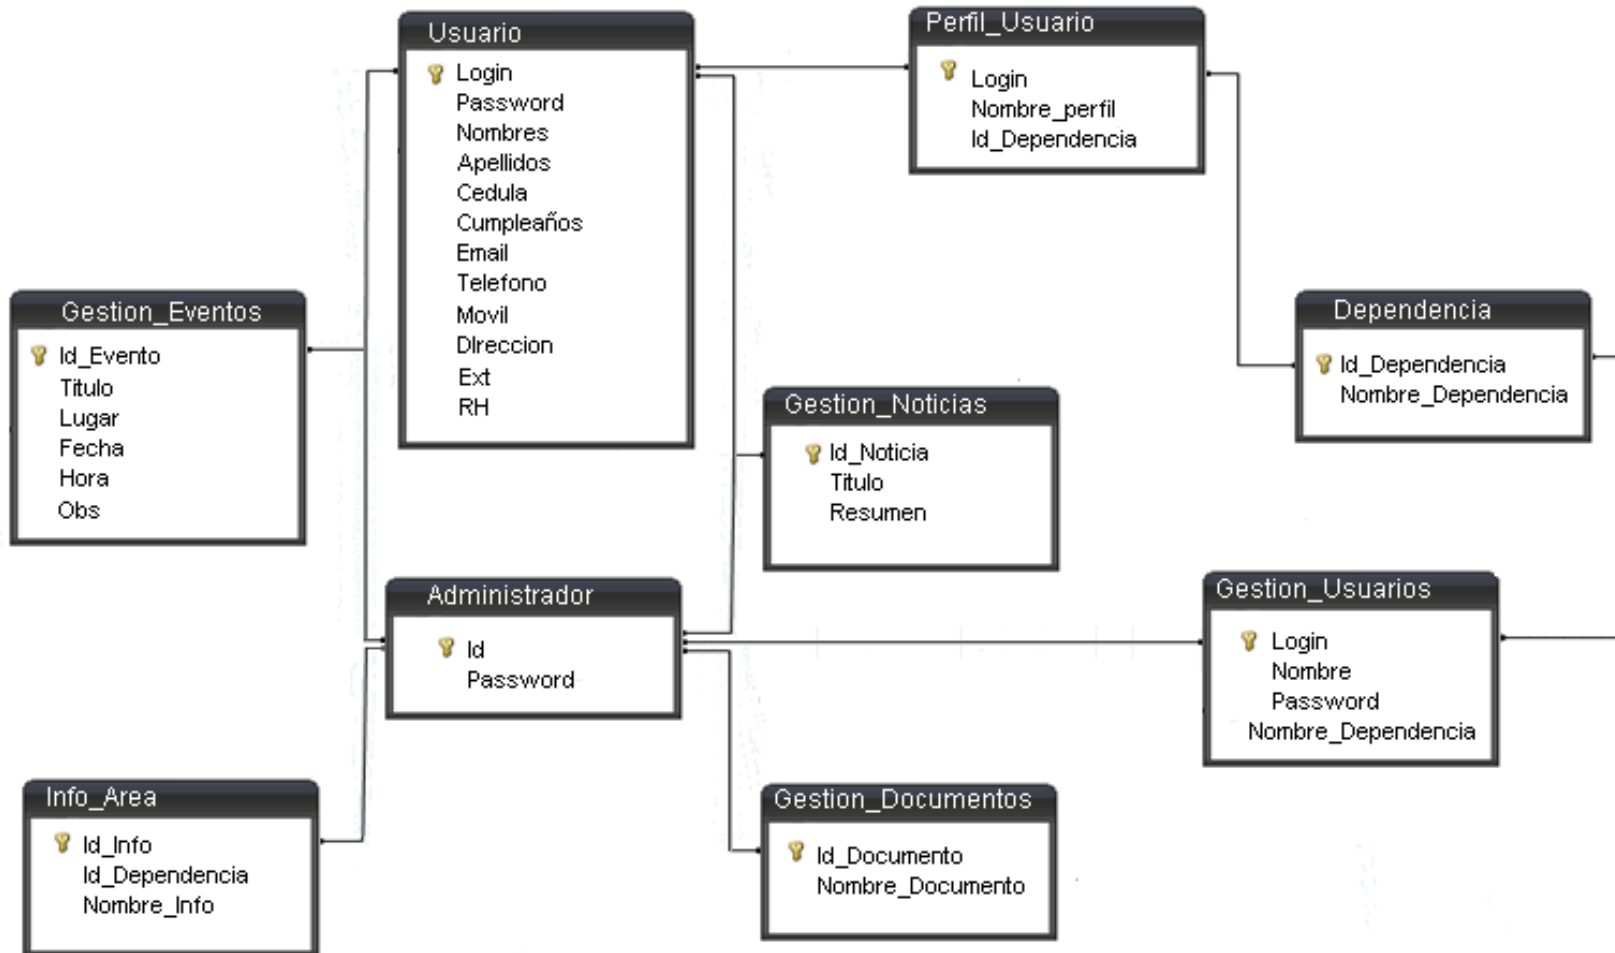 Usuario
Login
Password
Nombres
Apellidos
Cedula
Cumpleaños
Email
Telefono
Movil
DIreccion
Ext
RH
Perfil_Usuario
Login
Nombre_perfil
Id_Dependencia
Gestion_Eventos
Id_Evento
Titulo
Lugar
Fecha
Hora
Obs
Dependencia
Id_Dependencia
Nombre_Dependencia
Gestion_Noticias
Id_Noticia
Titulo
Resumen
Administrador
Id
Password
Gestion_Usuarios
Login
Nombre
Password
Nombre_Dependencia
Info_Area
Id_Info
Id_Dependencia
Nombre_Info
Gestion_Documentos
Id_Documento
Nombre_Documento